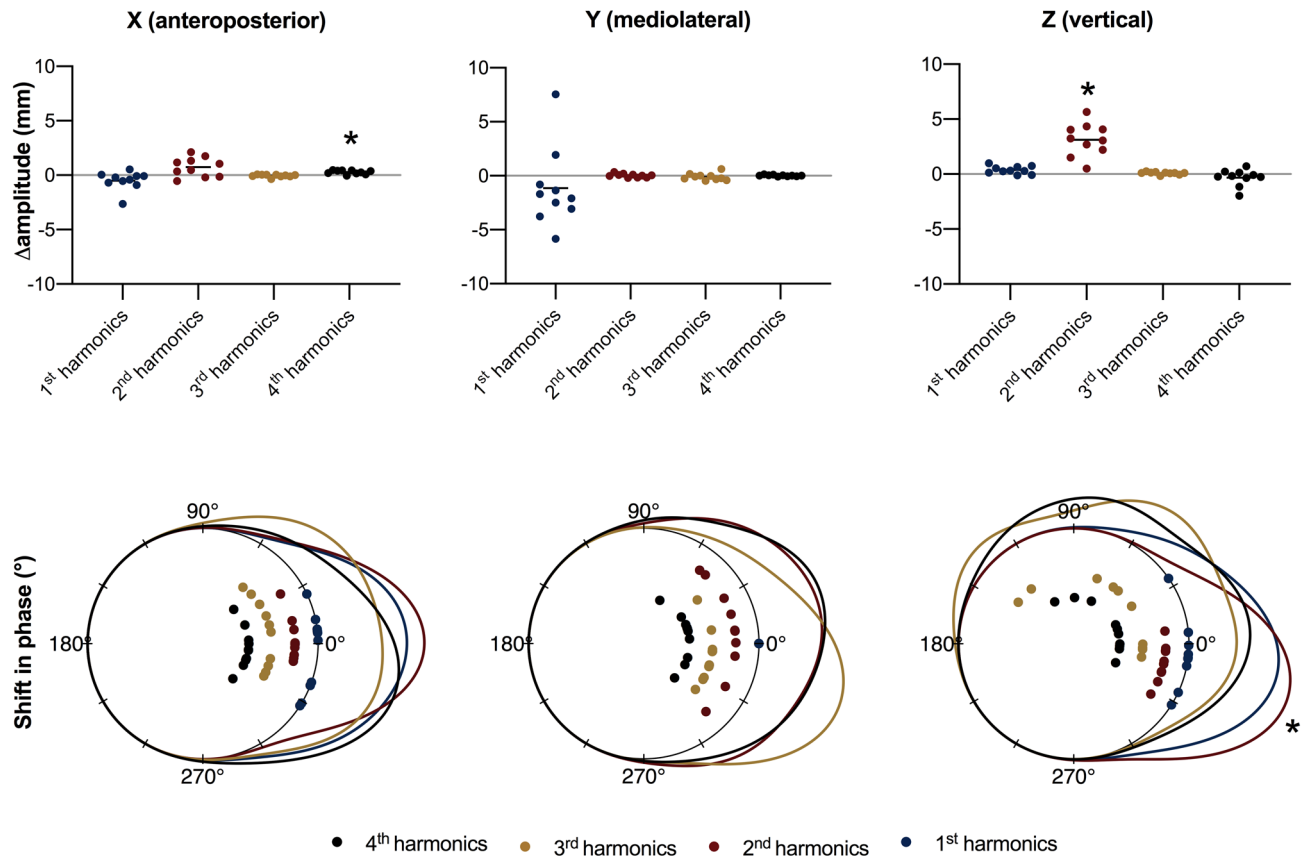 X (anteroposterior)
Y (mediolateral)
Z (vertical)
Δamplitude (mm)
10
5
0
-5
-10
*
1st harmonics
2nd harmonics
3rd harmonics
4th harmonics
10
5
0
-5
-10
1st harmonics
2nd harmonics
3rd harmonics
4th harmonics
10
5
0
-5
-10
*
1st harmonics
2nd harmonics
3rd harmonics
4th harmonics
Shift in phase (°)
90°
180°
0°
270°
90°
180°
0°
270°
90°
180°
0°
270°
*
4th harmonics
3rd harmonics
2nd harmonics
1st harmonics